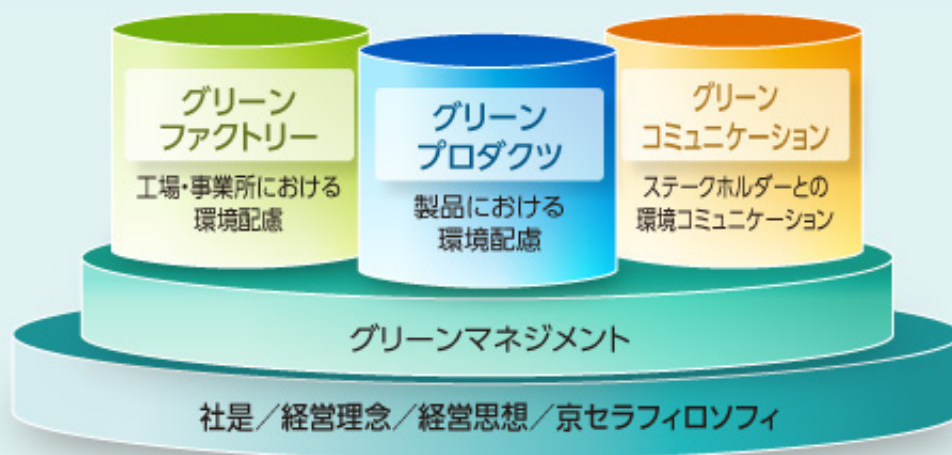 グリーン
ファクトリー
工場・事業所における
環境配慮
グリーン
プロダクツ
製品における
環境配慮
グリーン
コミュニケーション
ステークホルダーとの
環境コミュニケーション
グリーンマネジメント
社是／経営理念／経営思想／京セラフィロソフィ